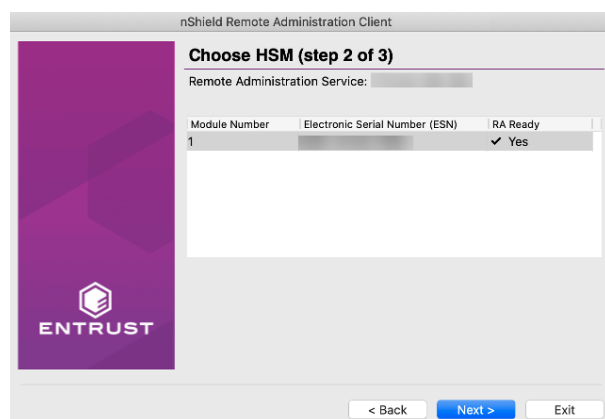 nShield Remote Administration Client
Choose HSM (step 2 of 3)
Remote Administration Service:
Module Number Electronic Serial Number (ESN) RA Ready
1 ✔ Yes
ENTRUST
< Back Next > Exit